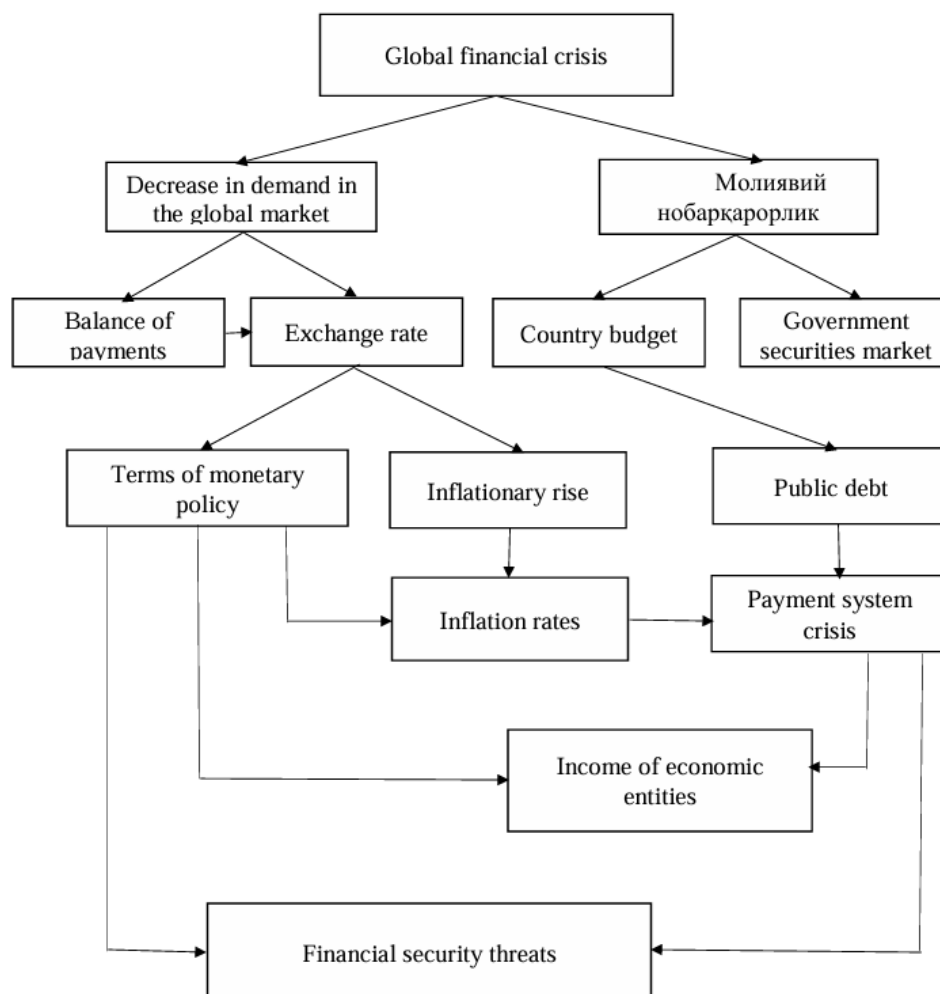 Global financial crisis
Decrease in demand in
the global market
Молиявий
нобарқарорлик
Balance of
payments
Exchange rate
Country budget
Government
securities market
Terms of monetary
policy
Inflationary rise
Public debt
Inflation rates
Payment system
crisis
Income of economic
entities
Financial security threats